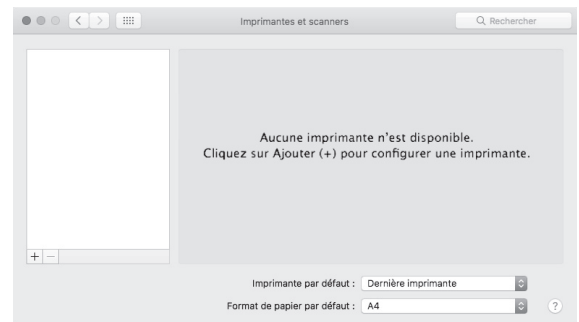 Imprimantes et scanners
Rechercher
Aucune imprimante n'est disponible.
Cliquez sur Ajouter (+) pour configurer une imprimante.
+ −
Imprimante par défaut : Dernière imprimante
Format de papier par défaut : A4
?